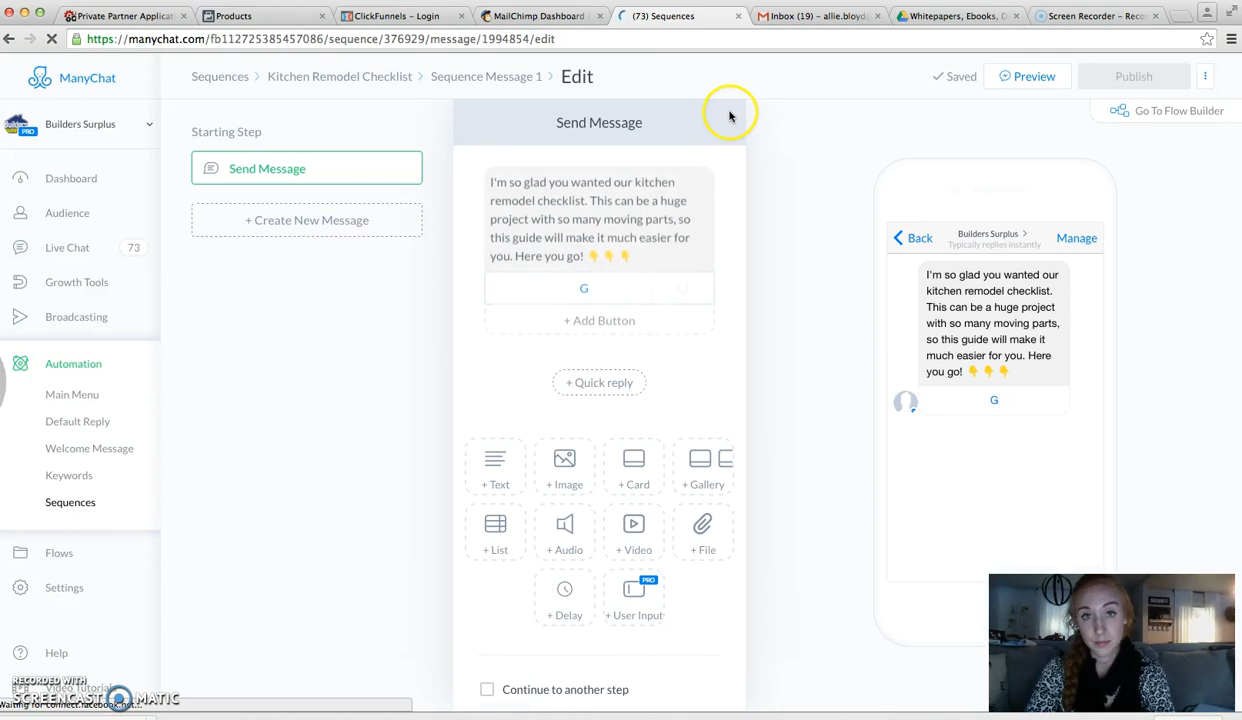 Private Partner Applicat
Products
ClickFunnels - Login
MailChimp Dashboard |
(73) Sequences
Inbox (19) - allie.bloyd
Whitepapers, Ebooks, D
Screen Recorder - Reco
https://manychat.com/fb112725385457086/sequence/376929/message/1994854/edit
ManyChat
Sequences > Kitchen Remodel Checklist > Sequence Message 1 > Edit
Saved
Preview
Publish
Go To Flow Builder
Builders Surplus
PRO
Starting Step
Send Message
+ Create New Message
Dashboard
Audience
Live Chat 73
Growth Tools
Broadcasting
Automation
Main Menu
Default Reply
Welcome Message
Keywords
Sequences
Flows
Settings
Help
Video Tutorials
Send Message
I'm so glad you wanted our kitchen
remodel checklist. This can be a huge
project with so many moving parts, so
this guide will make it much easier for
you. Here you go! 👇 👇 👇
G
+ Add Button
+ Quick reply
+ Text
+ Image
+ Card
+ Gallery
+ List
+ Audio
+ Video
+ File
+ Delay
PRO
+ User Input
Continue to another step
Back
Builders Surplus >
Typically replies instantly
Manage
I'm so glad you wanted our
kitchen remodel checklist.
This can be a huge project
with so many moving parts,
so this guide will make it
much easier for you. Here
you go! 👇 👇 👇
G
RECORDED WITH
SCREENCAST MATIC
Waiting for connect.facebook.net...